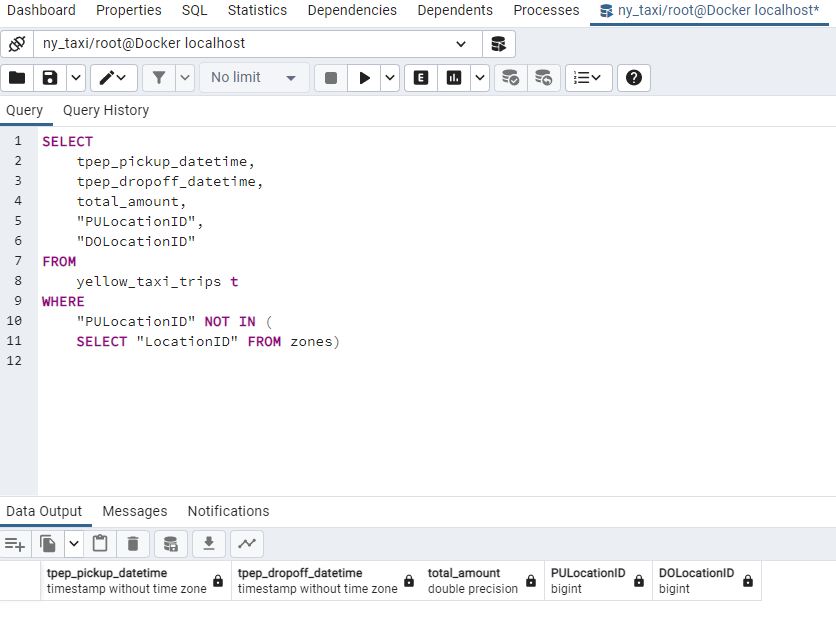 Dashboard Properties SQL Statistics Dependencies Dependents Processes ny_taxi/root@Docker localhost*
ny_taxi/root@Docker localhost
No limit E
Query Query History
1 SELECT
2 tpep_pickup_datetime,
3 tpep_dropoff_datetime,
4 total_amount,
5 "PULocationID",
6 "DOLocationID"
7 FROM
8 yellow_taxi_trips t
9 WHERE
10 "PULocationID" NOT IN (
11 SELECT "LocationID" FROM zones)
12
Data Output Messages Notifications
tpep_pickup_datetime tpep_dropoff_datetime total_amount PULocationID DOLocationID
timestamp without time zone timestamp without time zone double precision bigint bigint